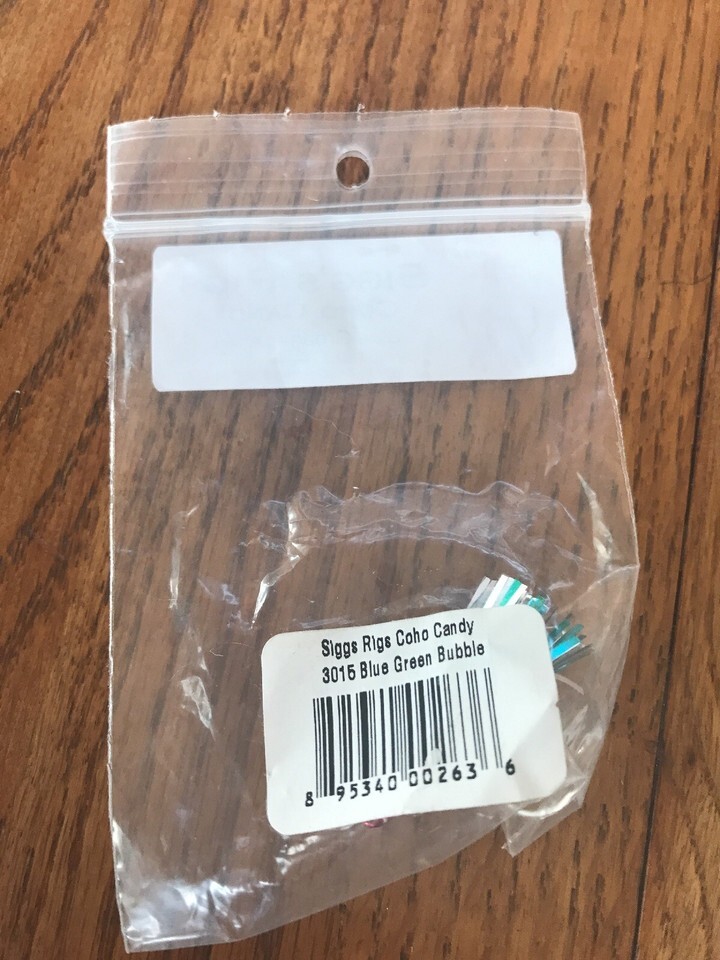 Siggs Rigs Coho Candy
3015 Blue Green Bubble
8 95340 00263 6